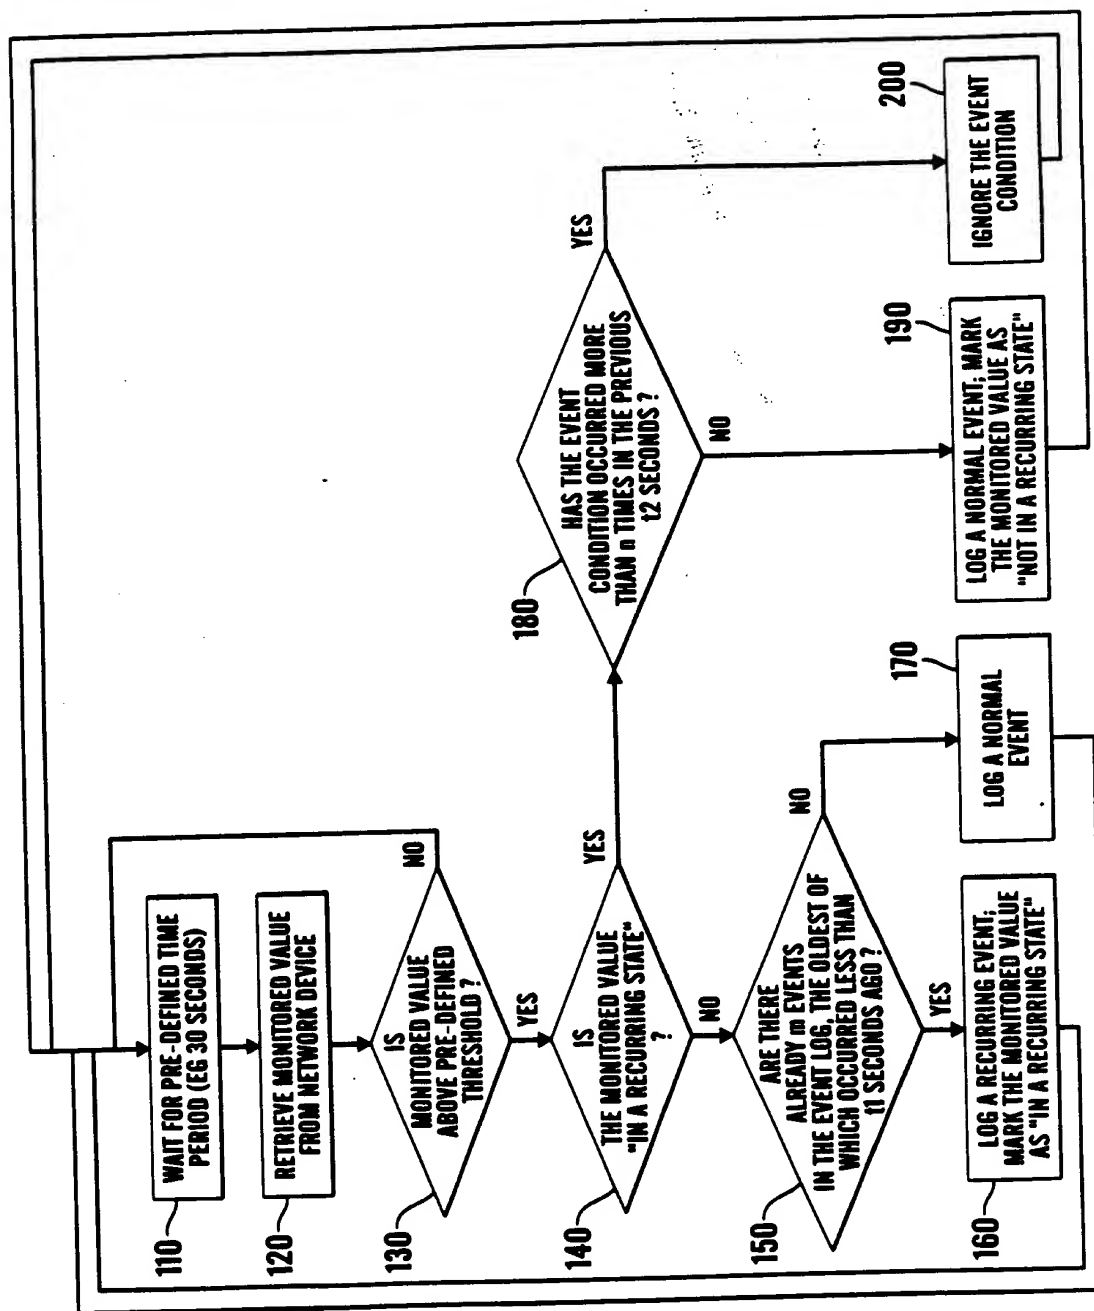 110
WAIT FOR PRE-DEFINED TIME
PERIOD (EG 30 SECONDS)
120
RETRIEVE MONITORED VALUE
FROM NETWORK DEVICE
130
IS
MONITORED VALUE
ABOVE PRE-DEFINED
THRESHOLD ?
NO
YES
140
IS
THE MONITORED VALUE
"IN A RECURRING STATE"
?
YES
NO
150
ARE THERE
ALREADY m EVENTS
IN THE EVENT LOG, THE OLDEST OF
WHICH OCCURRED LESS THAN
t1 SECONDS AGO ?
NO
YES
160
LOG A RECURRING EVENT;
MARK THE MONITORED VALUE
AS "IN A RECURRING STATE"
170
LOG A NORMAL
EVENT
180
HAS THE EVENT
CONDITION OCCURRED MORE
THAN n TIMES IN THE PREVIOUS
t2 SECONDS ?
YES
NO
190
LOG A NORMAL EVENT; MARK
THE MONITORED VALUE AS
"NOT IN A RECURRING STATE"
200
IGNORE THE EVENT
CONDITION